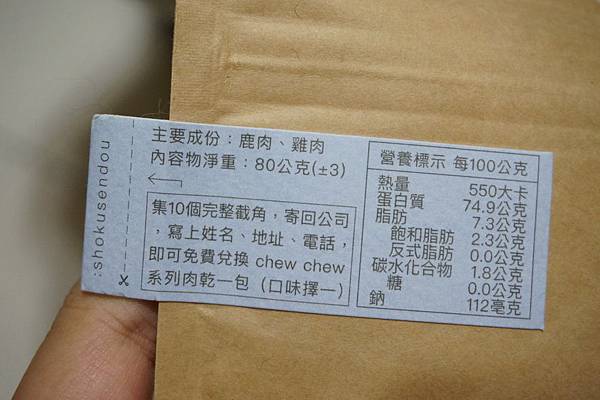 :shokusendou
主要成份：鹿肉、雞肉
內容物淨重：80公克(±3)
集10個完整截角，寄回公司
，寫上姓名、地址、電話，
即可免費兌換 chew chew
系列肉乾一包（口味擇一）
營養標示 每100公克
熱量 550大卡
蛋白質 74.9公克
脂肪 7.3公克
飽和脂肪 2.3公克
反式脂肪 0.0公克
碳水化合物 1.8公克
糖 0.0公克
鈉 112毫克